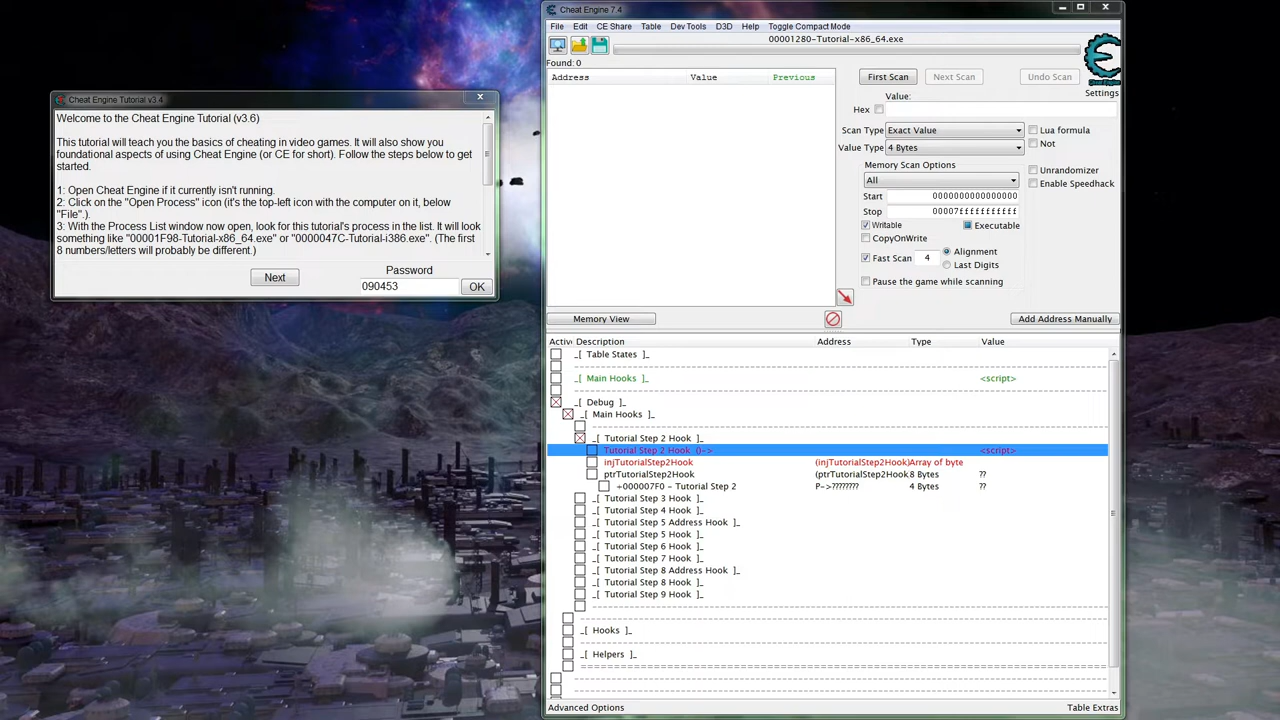 Cheat Engine Tutorial v3.4
Welcome to the Cheat Engine Tutorial (v3.6)
This tutorial will teach you the basics of cheating in video games. It will also show you
foundational aspects of using Cheat Engine (or CE for short). Follow the steps below to get
started.
1: Open Cheat Engine if it currently isn't running.
2: Click on the "Open Process" icon (it's the top-left icon with the computer on it, below
"File".).
3: With the Process List window now open, look for this tutorial's process in the list. It will look
something like "00001F98-Tutorial-x86_64.exe" or "0000047C-Tutorial-i386.exe". (The first
8 numbers/letters will probably be different.)
Next
Password
090453
OK
Cheat Engine 7.4
File Edit CE Share Table Dev Tools D3D Help Toggle Compact Mode
00001280-Tutorial-x86_64.exe
Found: 0
Address Value Previous
First Scan Next Scan Undo Scan
Settings
Value:
Hex
Scan Type Exact Value
Lua formula
Value Type 4 Bytes
Not
Memory Scan Options
All
Unrandomizer
Enable Speedhack
Start 0000000000000000
Stop 00007fffffffffff
Writable Executable
CopyOnWrite
Fast Scan 4 Alignment
Last Digits
Pause the game while scanning
Memory View Add Address Manually
Active Description Address Type Value
_[ Table States ]_
_[ Main Hooks ]_ <script>
_[ Debug ]_
_[ Main Hooks ]_
_[ Tutorial Step 2 Hook ]_
Tutorial Step 2 Hook ()-> <script>
injTutorialStep2Hook (injTutorialStep2Hook) Array of byte
ptrTutorialStep2Hook (ptrTutorialStep2Hook 8 Bytes ??
+000007F0 - Tutorial Step 2 P->???????? 4 Bytes ??
_[ Tutorial Step 3 Hook ]_
_[ Tutorial Step 4 Hook ]_
_[ Tutorial Step 5 Address Hook ]_
_[ Tutorial Step 5 Hook ]_
_[ Tutorial Step 6 Hook ]_
_[ Tutorial Step 7 Hook ]_
_[ Tutorial Step 8 Address Hook ]_
_[ Tutorial Step 8 Hook ]_
_[ Tutorial Step 9 Hook ]_
_[ Hooks ]_
_[ Helpers ]_
Advanced Options Table Extras